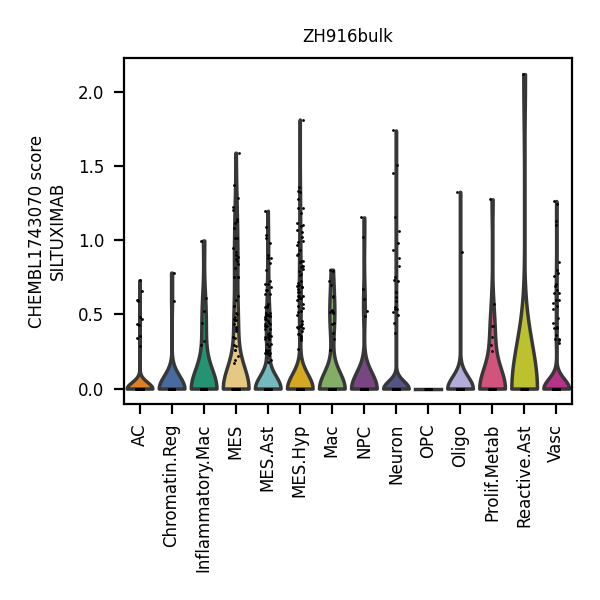 ZH916bulk
CHEMBL1743070 score
SILTUXIMAB
2.0
1.5
1.0
0.5
0.0
AC
Chromatin.Reg
Inflammatory.Mac
MES
MES.Ast
MES.Hyp
Mac
NPC
Neuron
OPC
Oligo
Prolif.Metab
Reactive.Ast
Vasc